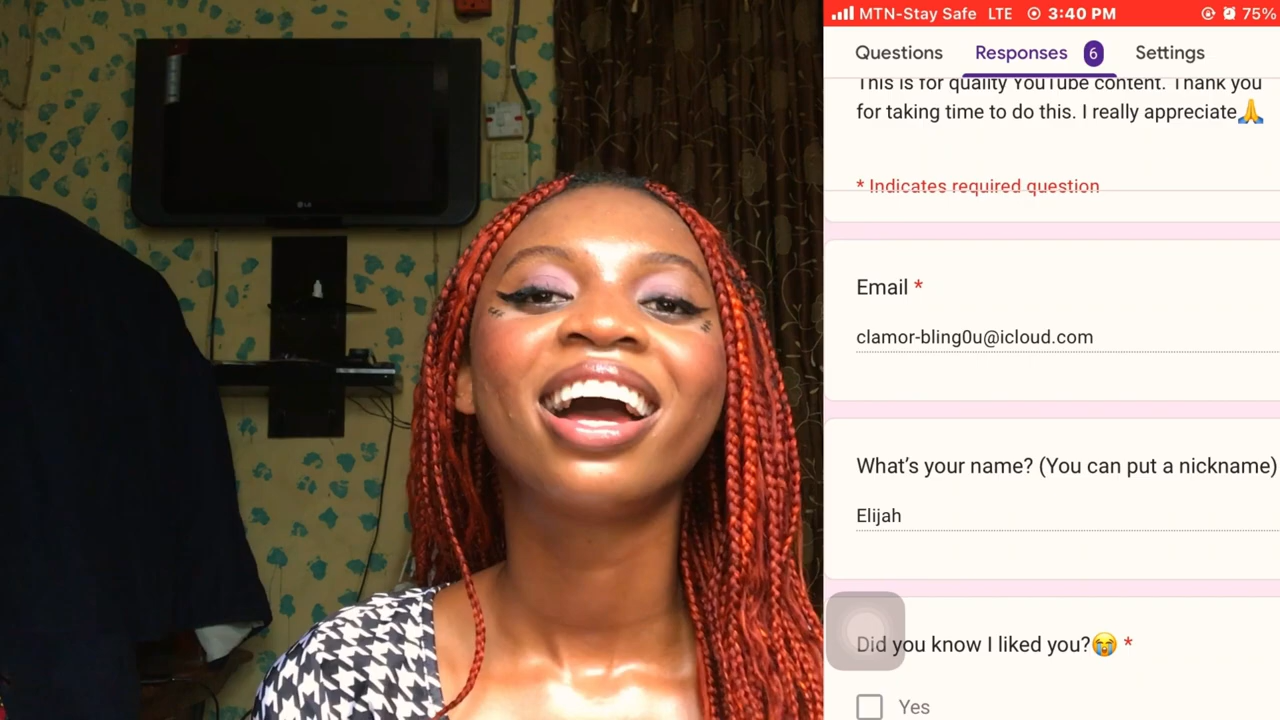 MTN-Stay Safe LTE 3:40 PM 75%
Questions Responses 6 Settings
This is for quality YouTube content. Thank you
for taking time to do this. I really appreciate🙏
* Indicates required question
Email *
clamor-bling0u@icloud.com
What's your name? (You can put a nickname)
Elijah
Did you know I liked you?😭 *
Yes
LG